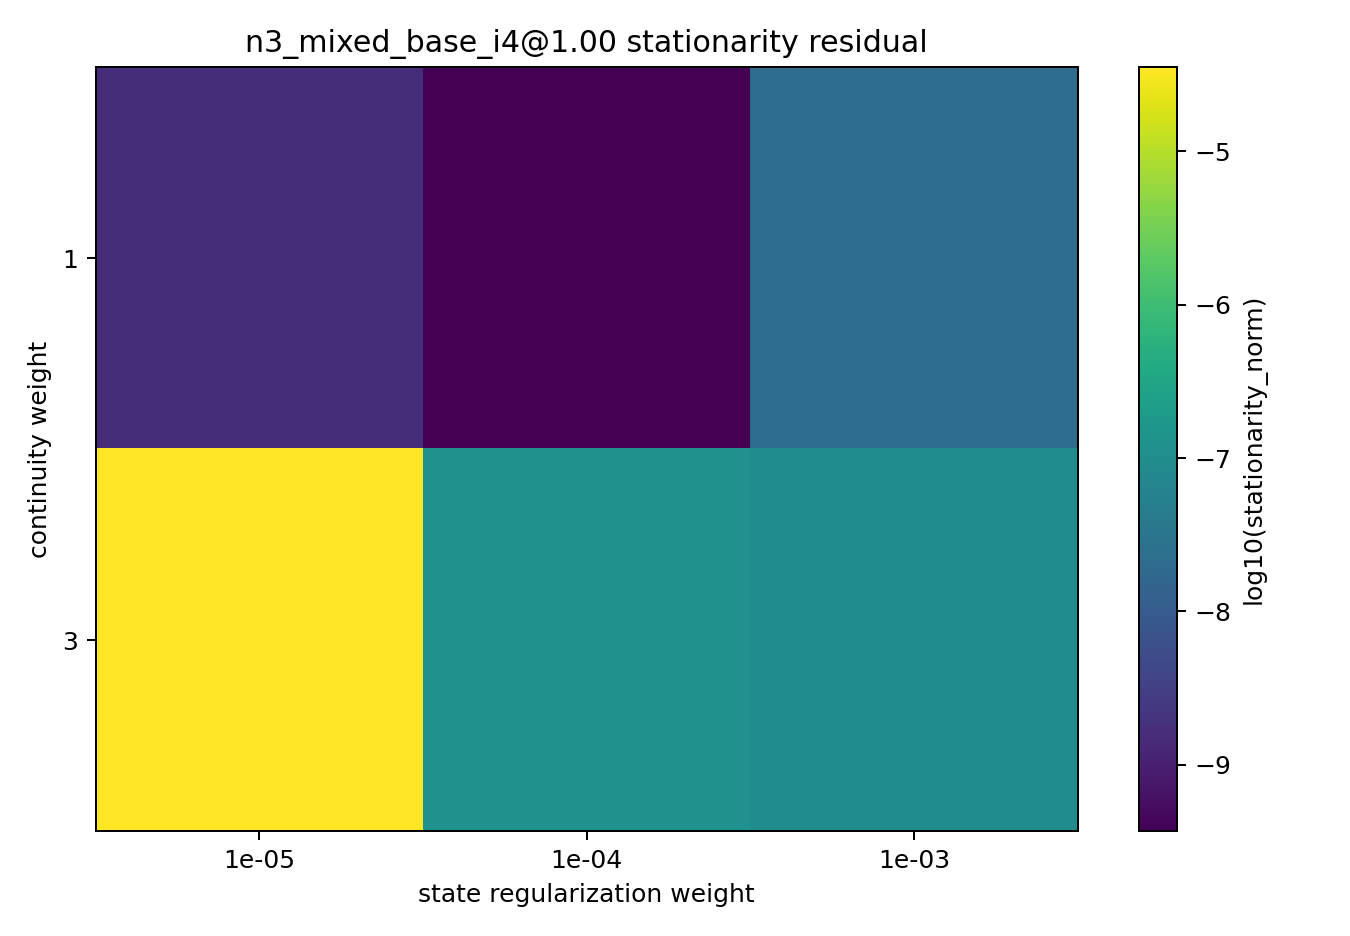 n3_mixed_base_i4@1.00 stationarity residual
continuity weight
1
3
1e-05
1e-04
1e-03
state regularization weight
−5
−6
−7
−8
−9
log10(stationarity_norm)